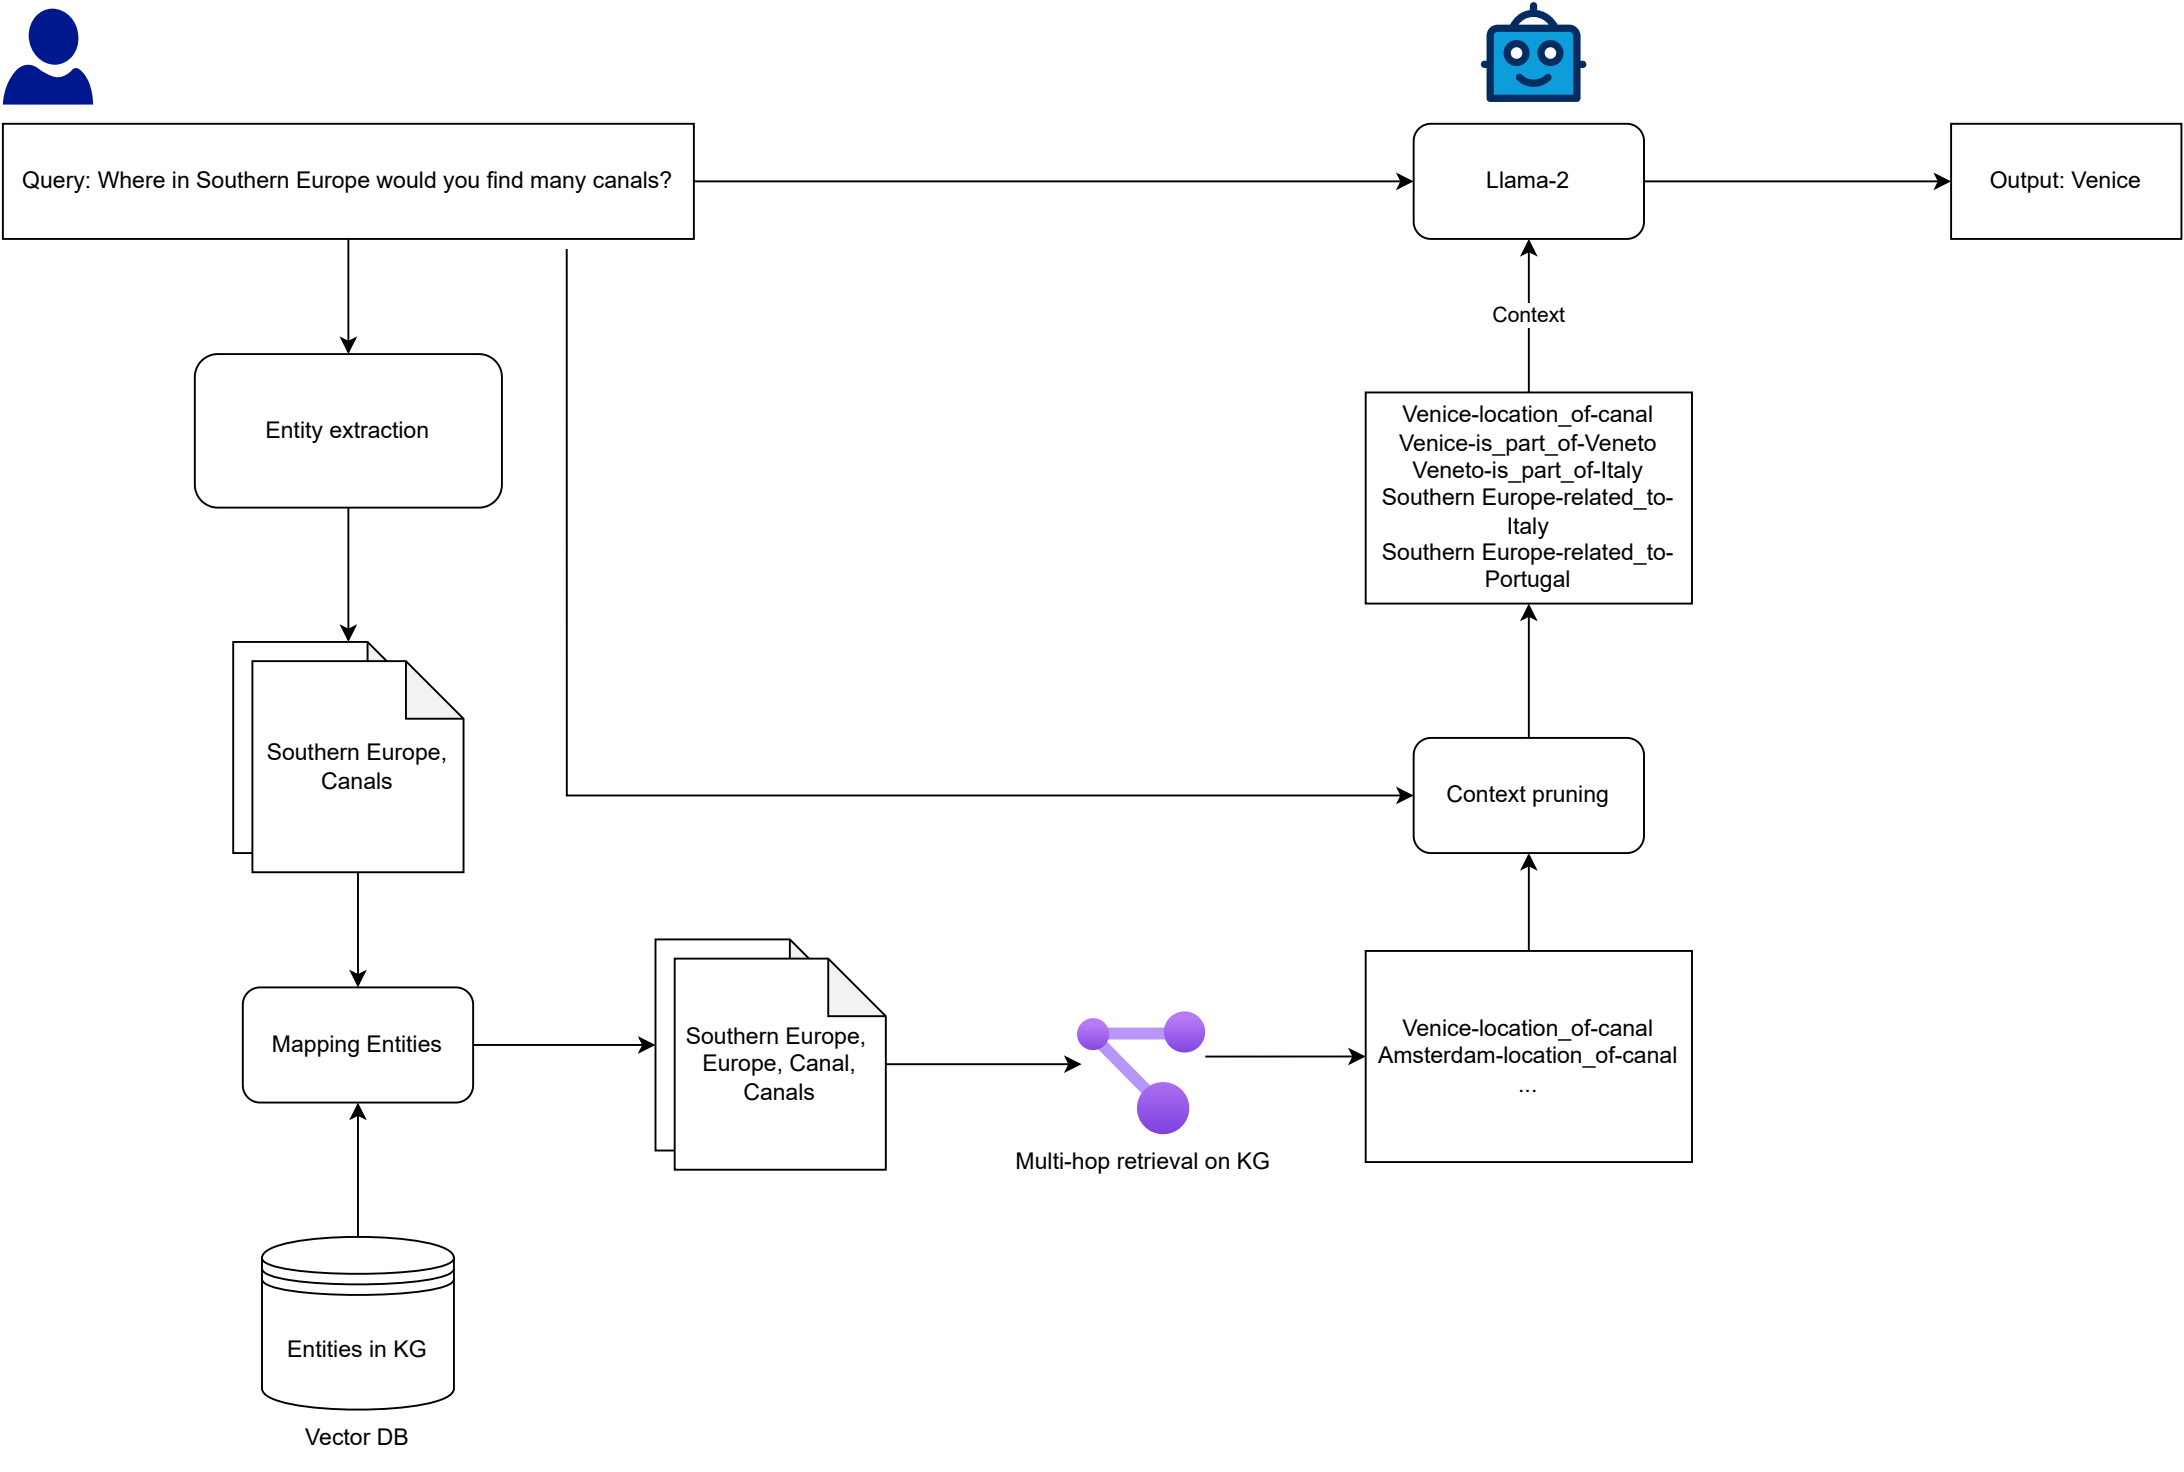 Query: Where in Southern Europe would you find many canals?
Llama-2
Output: Venice
Context
Entity extraction
Venice-location_of-canal
Venice-is_part_of-Veneto
Veneto-is_part_of-Italy
Southern Europe-related_to-
Italy
Southern Europe-related_to-
Portugal
Southern Europe,
Canals
Context pruning
Mapping Entities
Southern Europe,
Europe, Canal,
Canals
Multi-hop retrieval on KG
Venice-location_of-canal
Amsterdam-location_of-canal
...
Entities in KG
Vector DB